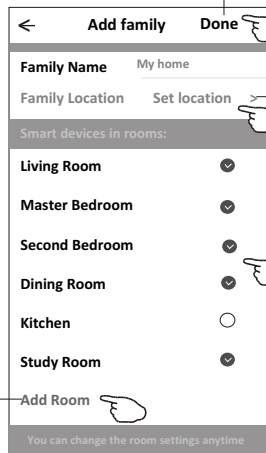 Add family Done
Family Name My home
Family Location Set location >
Smart devices in rooms:
Living Room
Master Bedroom
Second Bedroom
Dining Room
Kitchen
Study Room
Add Room
You can change the room settings anytime